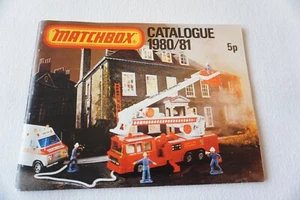 MATCHBOX
CATALOGUE
1980/81
5p